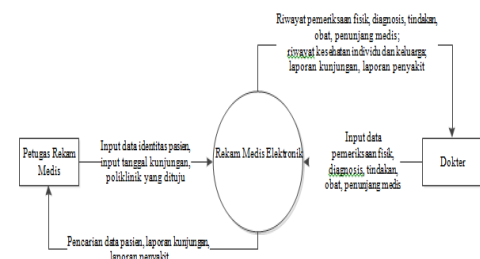 Riwayat pemeriksaan fisik, diagnosis, tindakan,
obat, penunjang medis;
riwayat kesehatan individu dan keluarga;
laporan kunjungan, laporan penyakit
Petugas Rekam
Medis
Input data identitas pasien,
input tanggal kunjungan,
poliklinik yang dituju
Rekam Medis Elektronik
Input data
pemeriksaan fisik,
diagnosis, tindakan,
obat, penunjang medis
Dokter
Pencarian data pasien, laporan kunjungan,
laporan penyakit